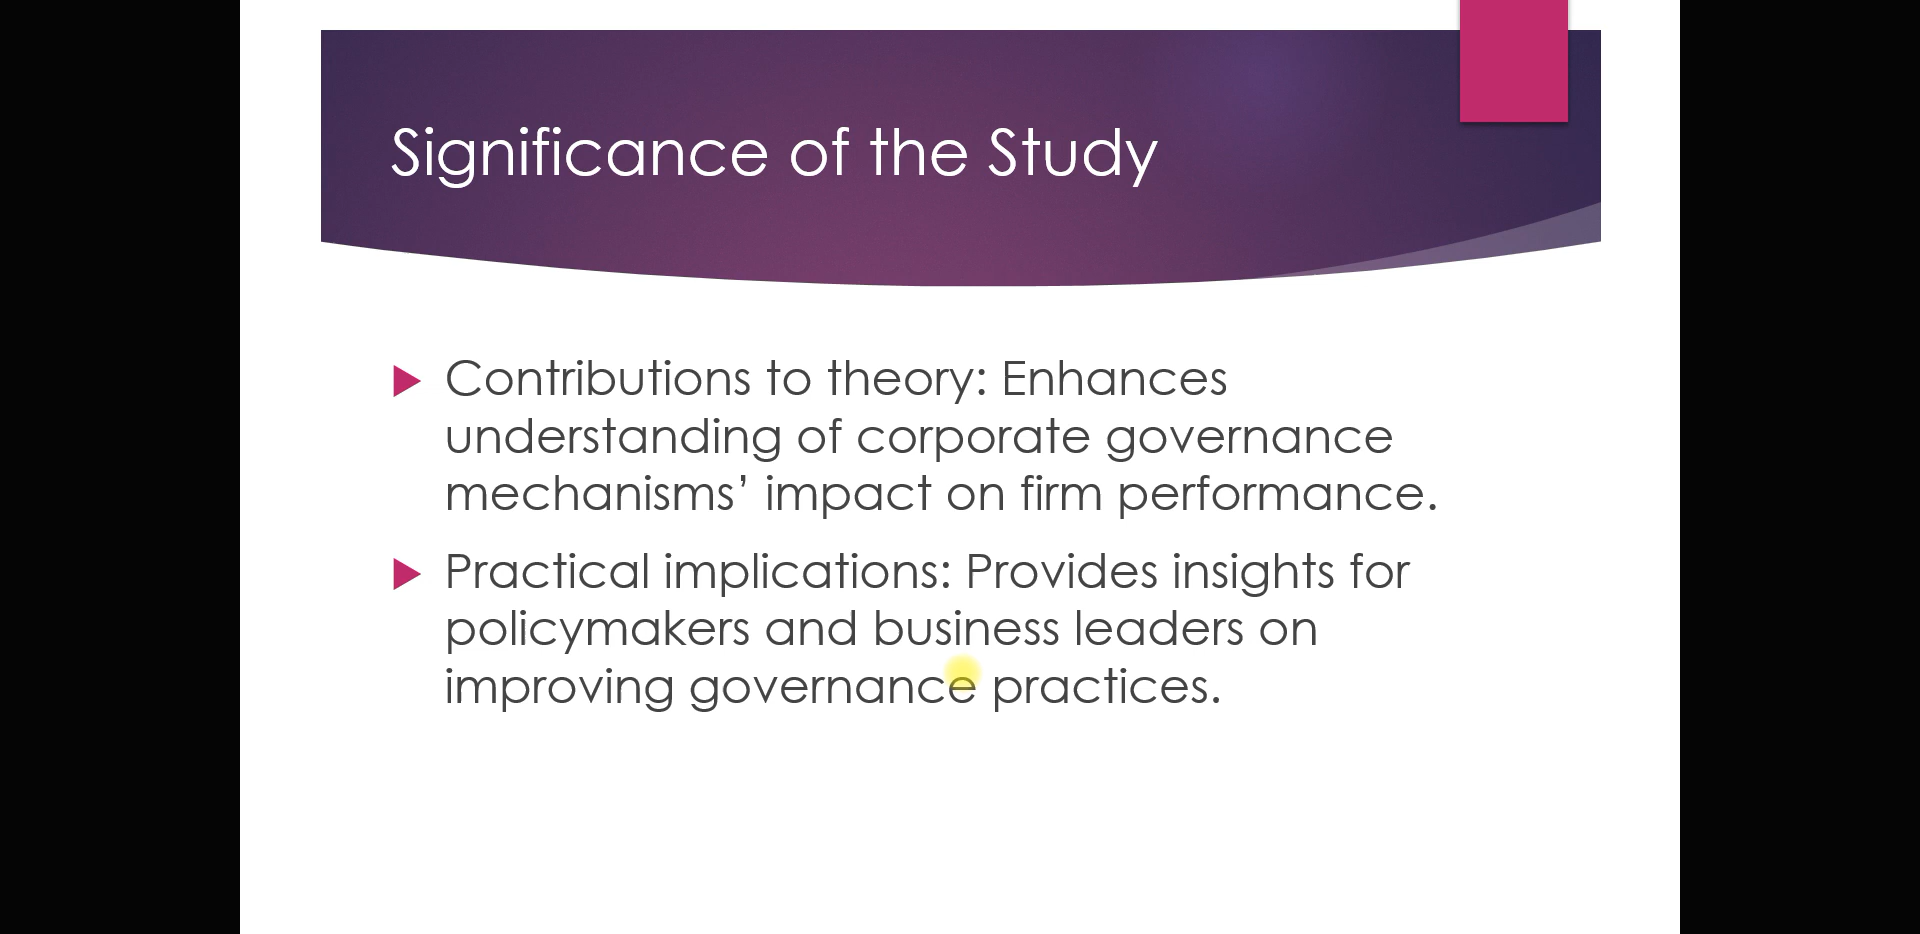 Significance of the Study
Contributions to theory: Enhances
understanding of corporate governance
mechanisms’ impact on firm performance.
Practical implications: Provides insights for
policymakers and business leaders on
improving governance practices.